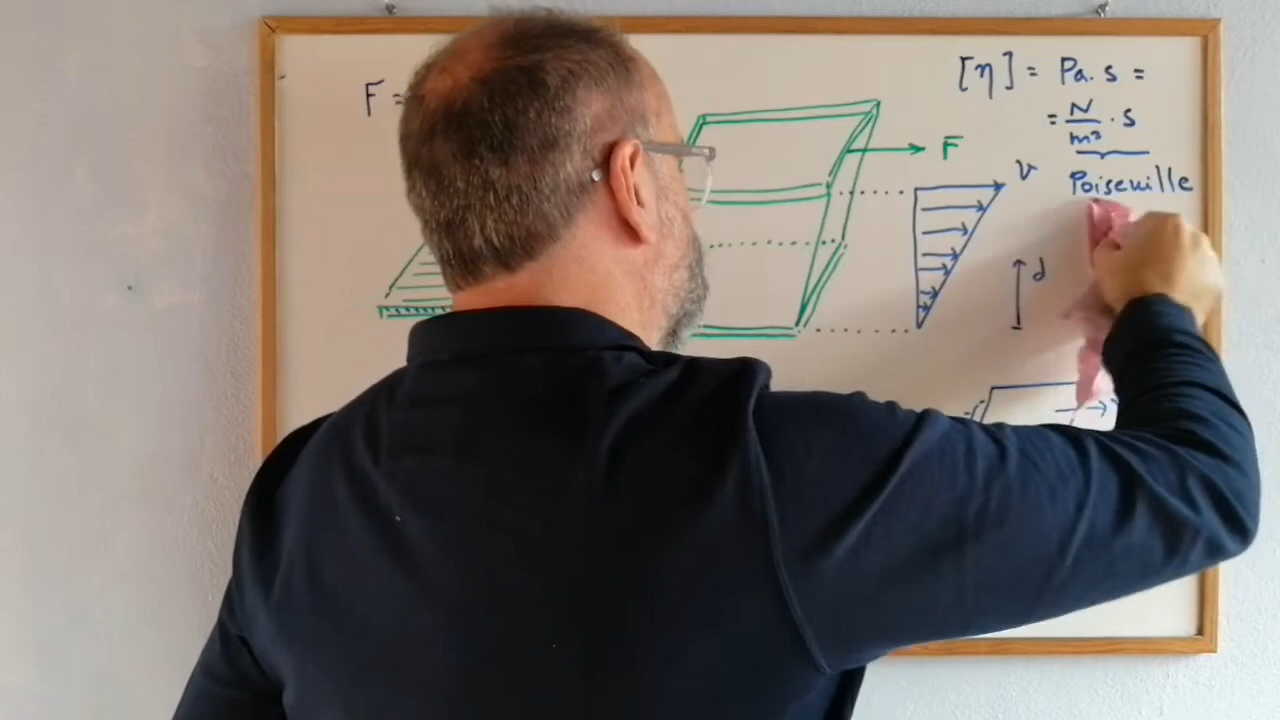 F =
[η] = Pa. s =
= N/m² . s
Poiseuille
F
v
d